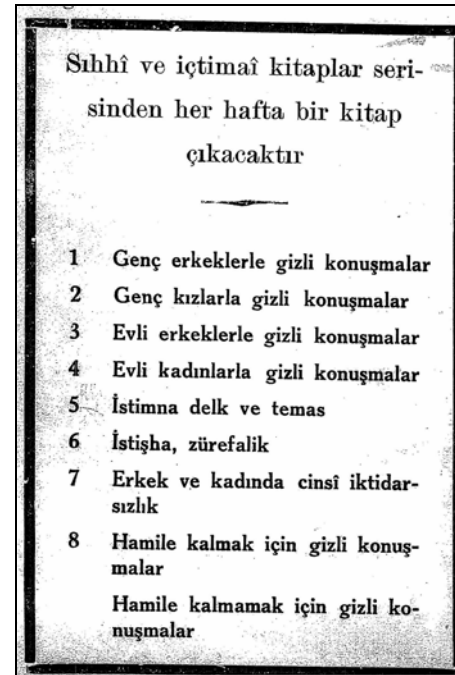 Sıhhî ve içtimaî kitaplar seri-
sinden her hafta bir kitap
çıkacaktır
1 Genç erkeklerle gizli konuşmalar
2 Genç kızlarla gizli konuşmalar
3 Evli erkeklerle gizli konuşmalar
4 Evli kadınlarla gizli konuşmalar
5 İstimna delk ve temas
6 İstişha, zürefalik
7 Erkek ve kadında cinsî iktidar-
sızlık
8 Hamile kalmak için gizli konuş-
malar
Hamile kalmamak için gizli ko-
nuşmalar